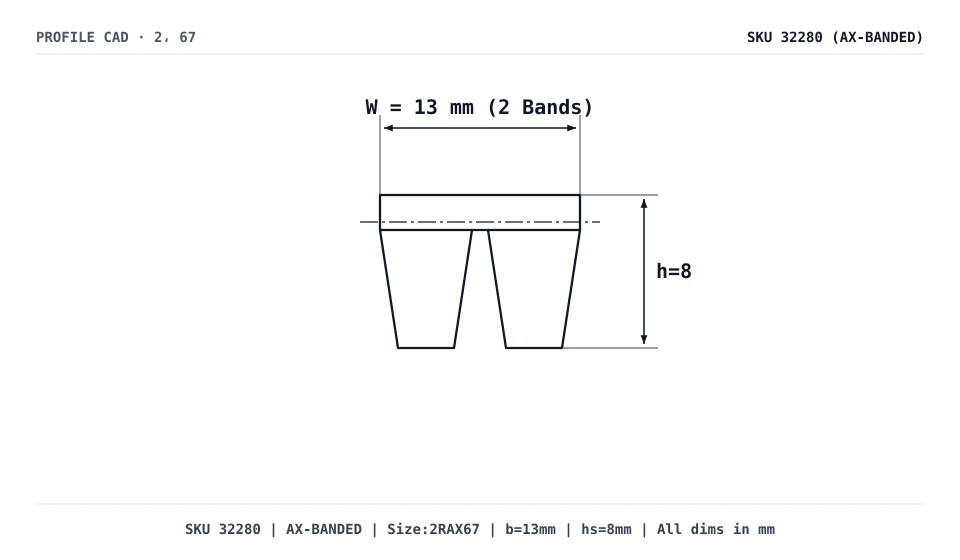 PROFILE CAD · 2, 67
SKU 32280 (AX-BANDED)
W = 13 mm (2 Bands)
h=8
SKU 32280 | AX-BANDED | Size:2RAX67 | b=13mm | hs=8mm | All dims in mm